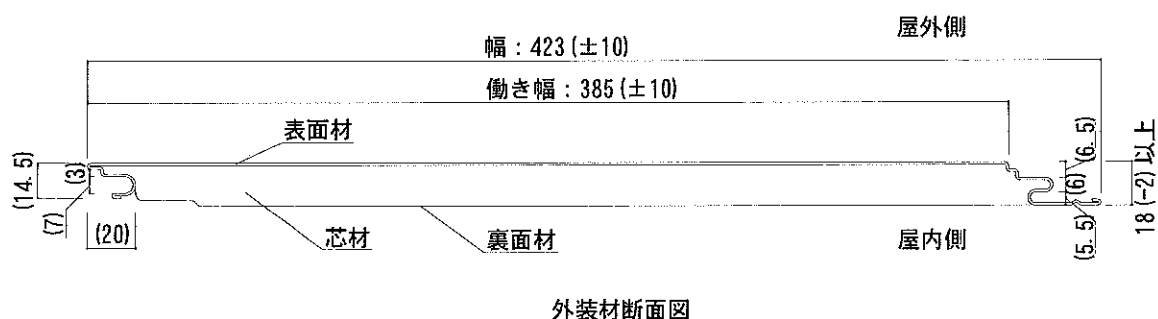 屋外側
幅：423(±10)
働き幅：385(±10)
表面材
(14.5)
(3)
(7)
(20)
芯材
裏面材
屋内側
(6.5)
(6)
(5.5)
18(-2)以上
外装材断面図